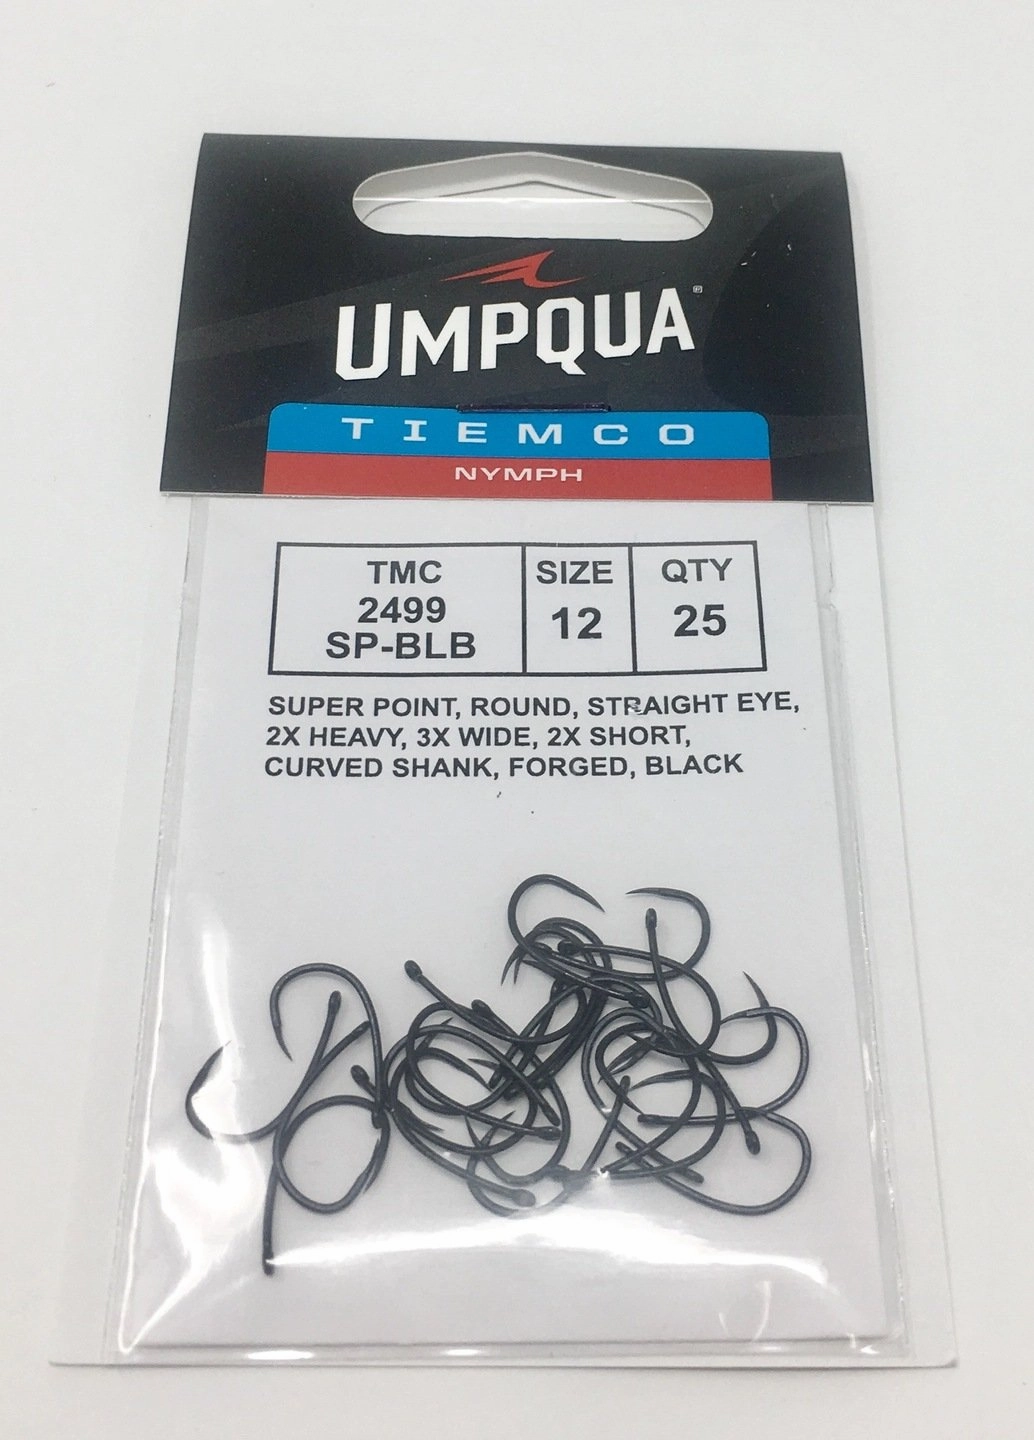 UMPQUA
TIEMCO
NYMPH
TMC
2499
SP-BLB
SIZE
12
QTY
25
SUPER POINT, ROUND, STRAIGHT EYE,
2X HEAVY, 3X WIDE, 2X SHORT,
CURVED SHANK, FORGED, BLACK